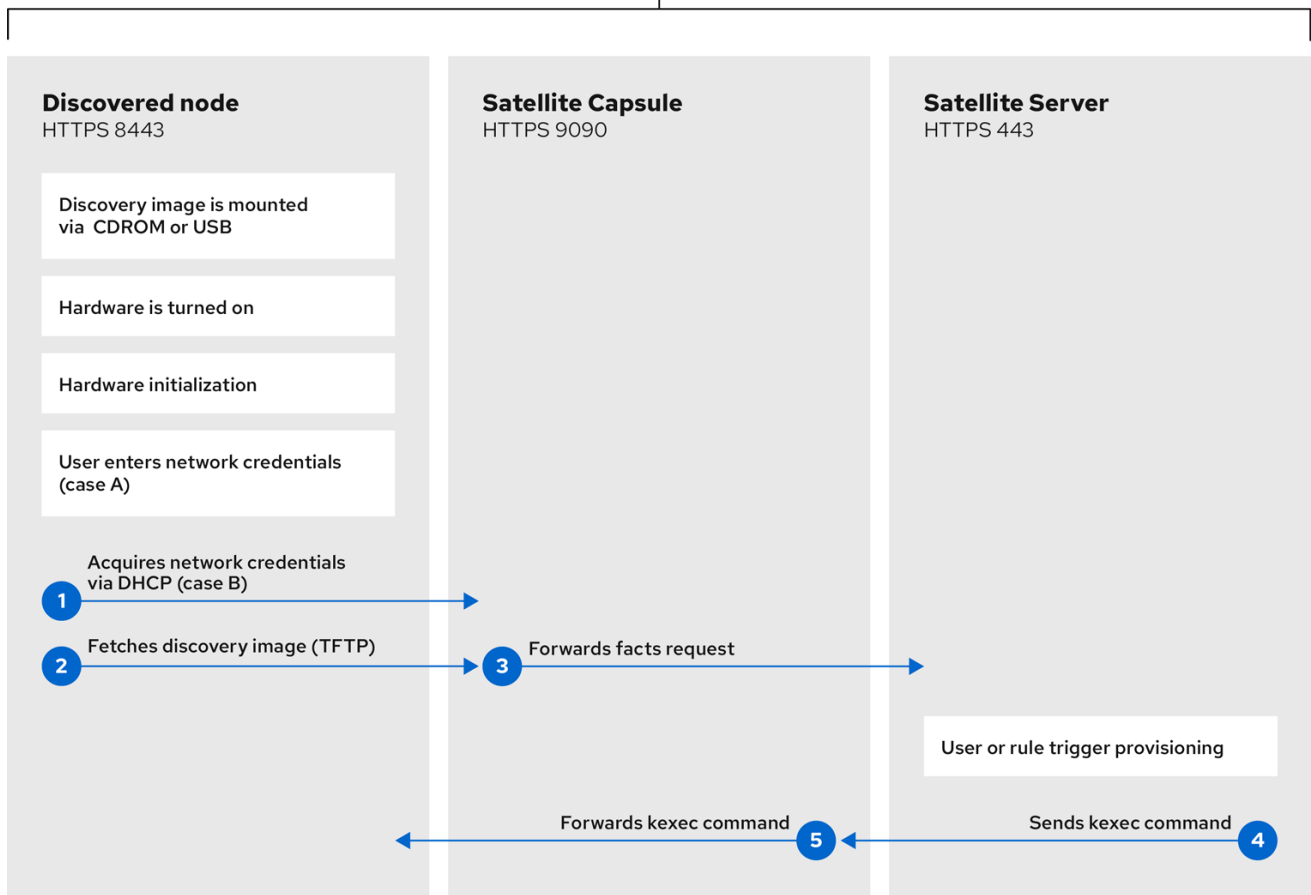 Discovered node
HTTPS 8443
Discovery image is mounted
via CDROM or USB
Hardware is turned on
Hardware initialization
User enters network credentials
(case A)
Acquires network credentials
via DHCP (case B)
1
Fetches discovery image (TFTP)
2
Satellite Capsule
HTTPS 9090
3
Forwards facts request
Forwards kexec command
5
Satellite Server
HTTPS 443
User or rule trigger provisioning
Sends kexec command
4